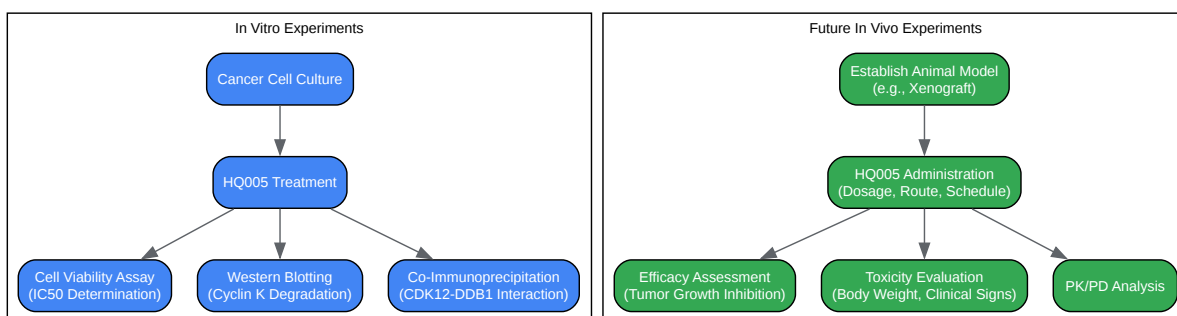 In Vitro Experiments
Cancer Cell Culture
HQ005 Treatment
Cell Viability Assay
(IC50 Determination)
Western Blotting
(Cyclin K Degradation)
Co-Immunoprecipitation
(CDK12-DDB1 Interaction)
Future In Vivo Experiments
Establish Animal Model
(e.g., Xenograft)
HQ005 Administration
(Dosage, Route, Schedule)
Efficacy Assessment
(Tumor Growth Inhibition)
Toxicity Evaluation
(Body Weight, Clinical Signs)
PK/PD Analysis